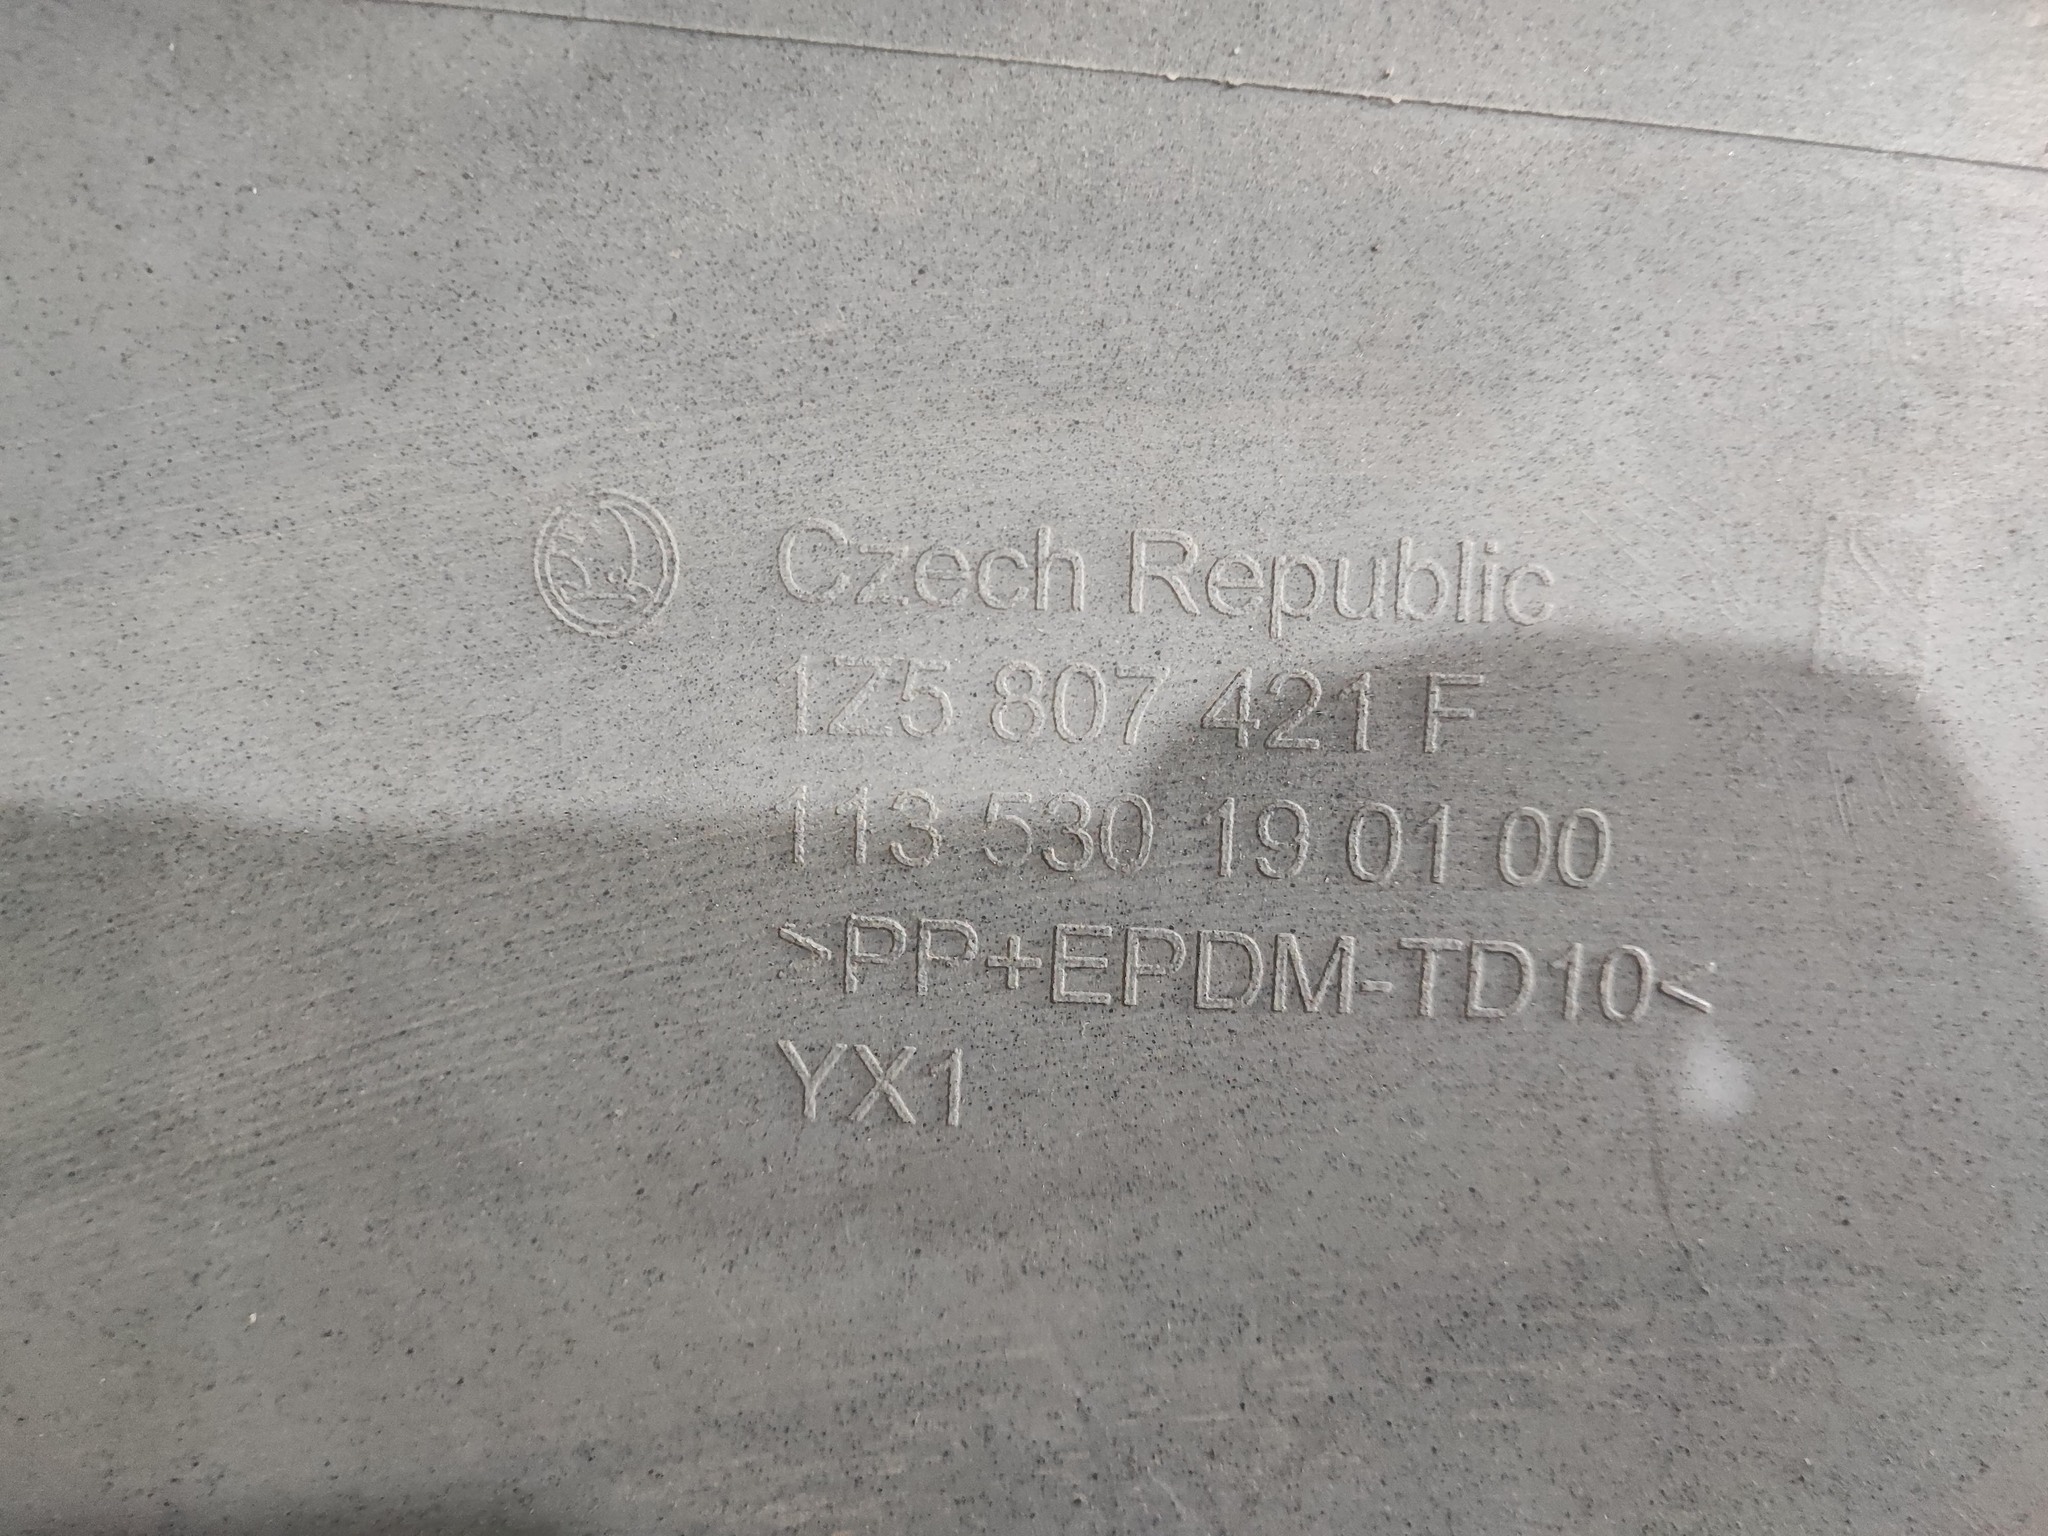 Czech Republic
1Z5 807 421 F
113 530 19 01 00
>PP+EPDM-TD10<
YX1